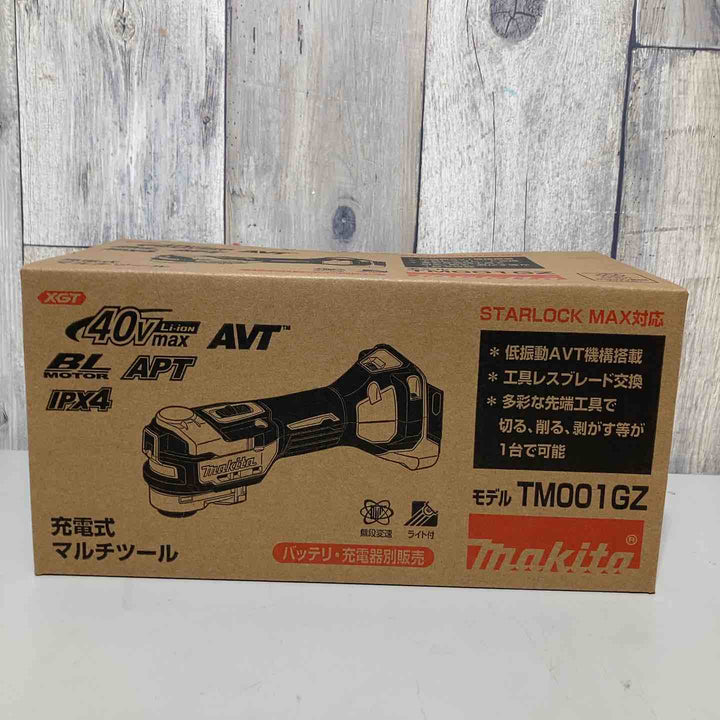 XGT
40Vmax Li-ion
AVT™
BL MOTOR
APT
IPX4
makita
充電式
マルチツール
無段変速
ライト付
バッテリ・充電器別販売
STARLOCK MAX対応
* 低振動AVT機構搭載
* 工具レスブレード交換
* 多彩な先端工具で
切る、削る、剥がす等が
1台で可能
モデル TM001GZ
makita®